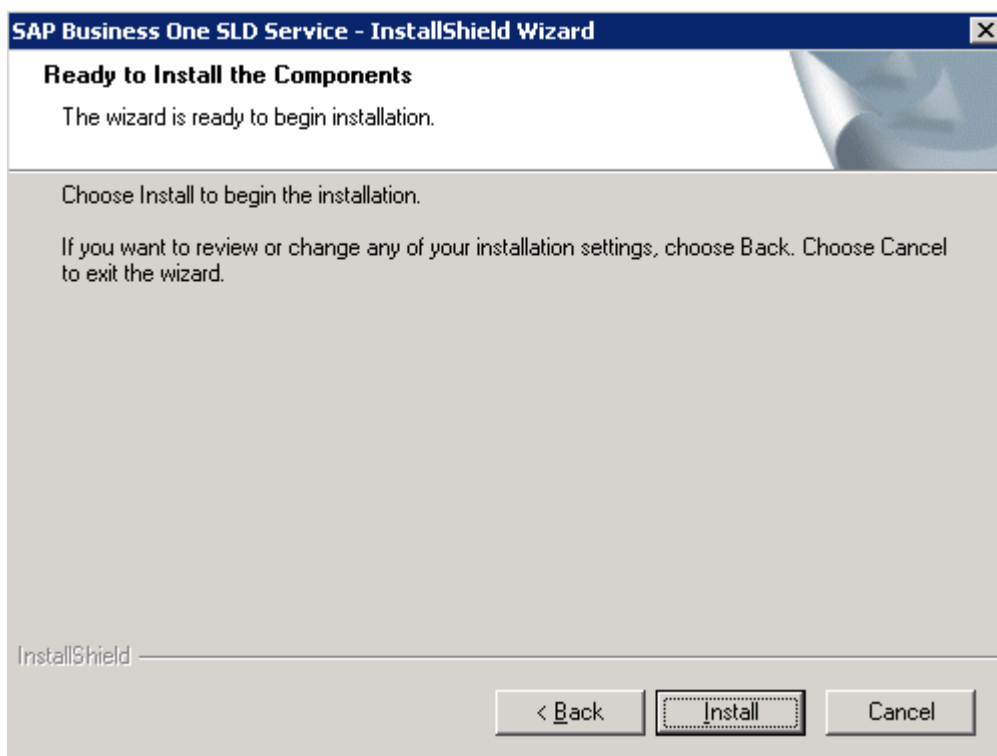 SAP Business One SLD Service - InstallShield Wizard
Ready to Install the Components
The wizard is ready to begin installation.
Choose Install to begin the installation.
If you want to review or change any of your installation settings, choose Back. Choose Cancel
to exit the wizard.
InstallShield
< Back
Install
Cancel